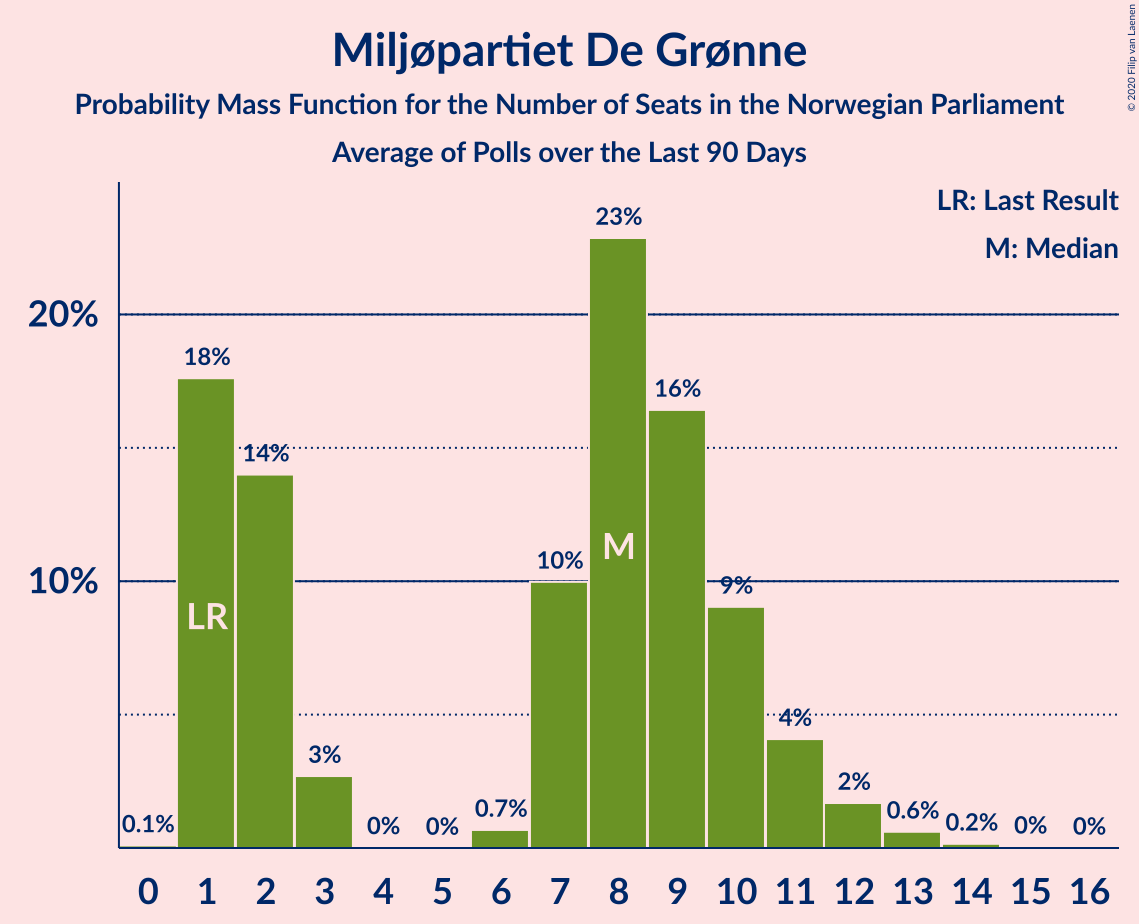 Miljøpartiet De Grønne
Probability Mass Function for the Number of Seats in the Norwegian Parliament
Average of Polls over the Last 90 Days
© 2020 Filip van Laenen
LR: Last Result
M: Median
20%
10%
0.1%
18%
14%
3%
0%
0%
0.7%
10%
23%
16%
9%
4%
2%
0.6%
0.2%
0%
0%
LR
M
0 1 2 3 4 5 6 7 8 9 10 11 12 13 14 15 16